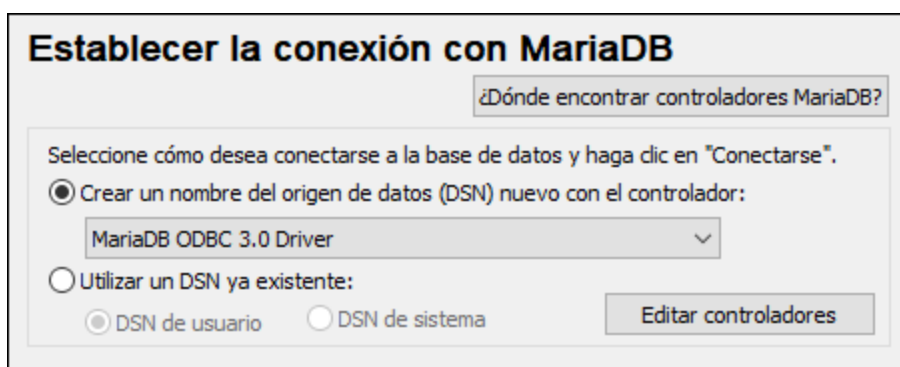 Establecer la conexión con MariaDB
¿Dónde encontrar controladores MariaDB?
Seleccione cómo desea conectarse a la base de datos y haga clic en "Conectarse".
Crear un nombre del origen de datos (DSN) nuevo con el controlador:
MariaDB ODBC 3.0 Driver
Utilizar un DSN ya existente:
DSN de usuario DSN de sistema Editar controladores